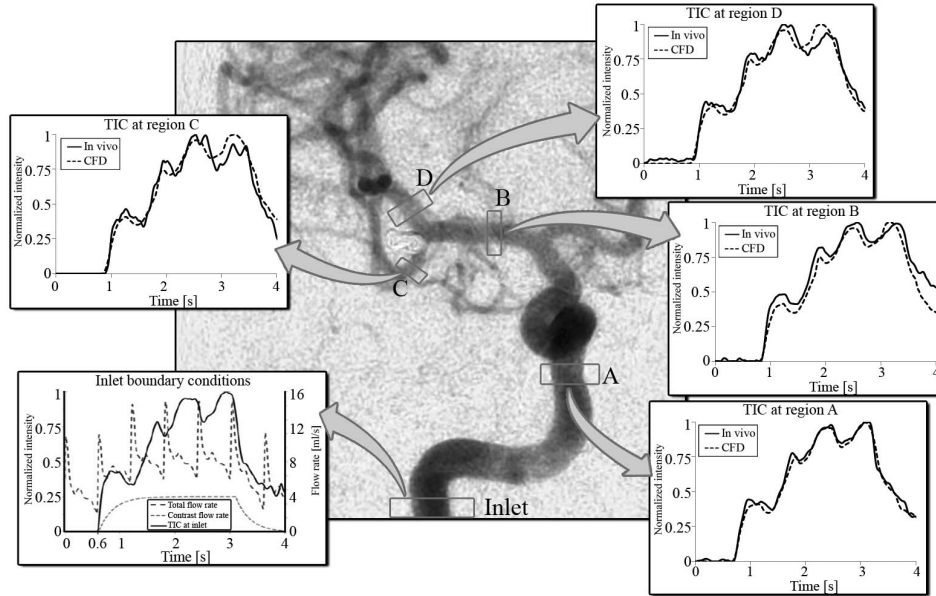 TIC at region D
Normalized intensity
1
0.75
0.5
0.25
0
In vivo
CFD
0 1 2 3 4
Time [s]
TIC at region C
Normalized intensity
1
0.75
0.5
0.25
0
In vivo
CFD
0 1 2 3 4
Time [s]
D
B
C
A
Inlet
TIC at region B
Normalized intensity
1
0.75
0.50
0.25
0
In vivo
CFD
0 1 2 3 4
Time [s]
Inlet boundary conditions
Normalized intensity
1
0.75
0.5
0.25
0
16
12
8
4
0
Flow rate [ml/s]
Total flow rate
Contrast flow rate
TIC at inlet
0 0.6 1 2 3 4
Time [s]
TIC at region A
Normalized intensity
1
0.75
0.5
0.25
0
In vivo
CFD
0 1 2 3 4
Time [s]